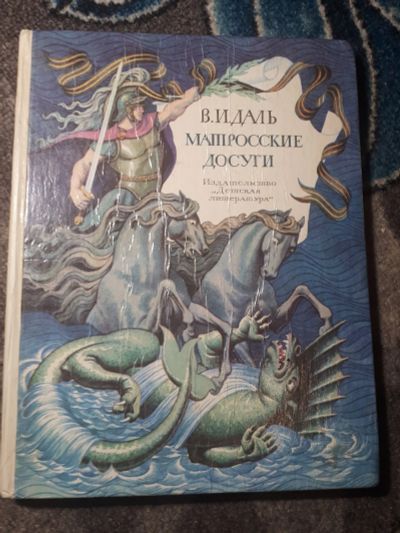 В.И.ДАЛЬ
МАТРОССКИЕ
ДОСУГИ
Издательство
„Детская
литература"